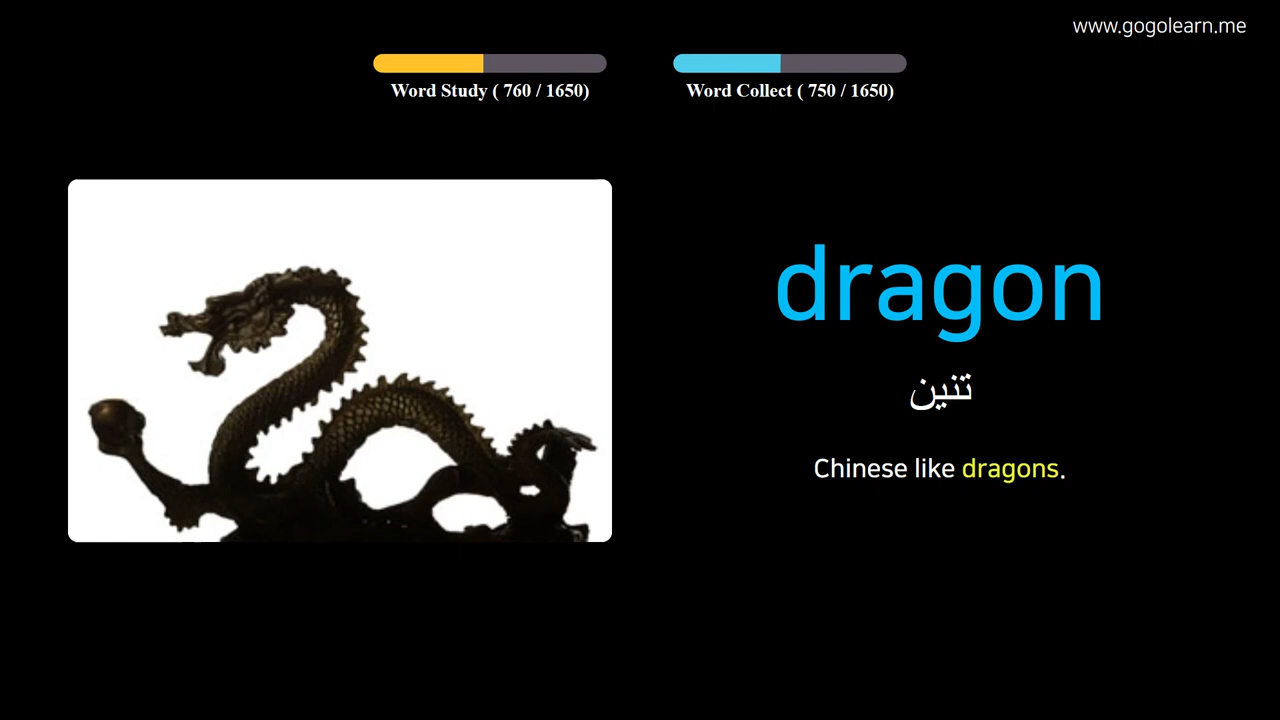 www.gogolearn.me
Word Study ( 760 / 1650)
Word Collect ( 750 / 1650)
dragon
تنين
Chinese like dragons.